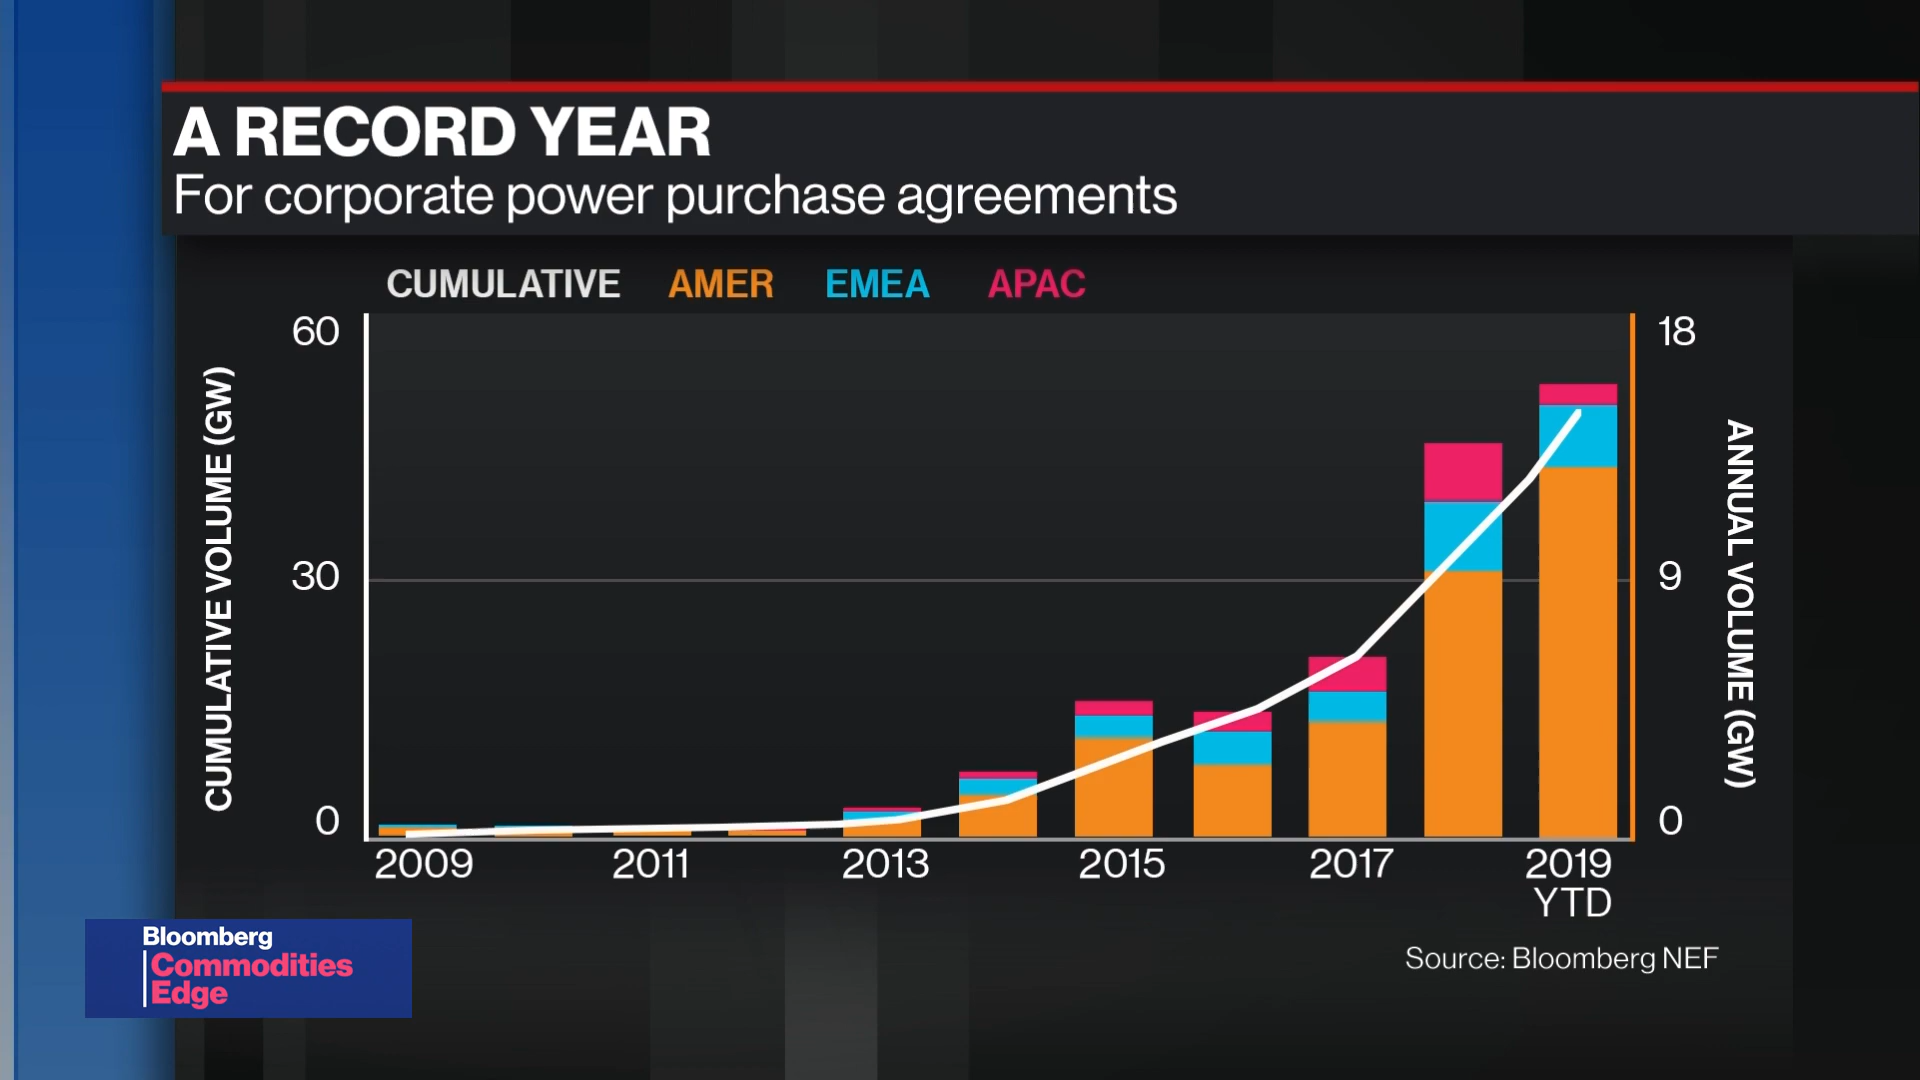 A RECORD YEAR
For corporate power purchase agreements
CUMULATIVE AMER EMEA APAC
60
30
0
CUMULATIVE VOLUME (GW)
18
9
0
ANNUAL VOLUME (GW)
2009 2011 2013 2015 2017 2019
YTD
Source: Bloomberg NEF
Bloomberg
Commodities
Edge